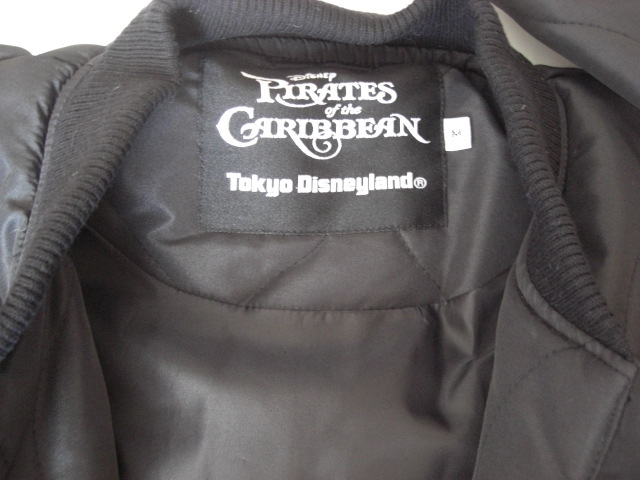 Disney
PIRATES
of the
CARIBBEAN
Tokyo Disneyland®